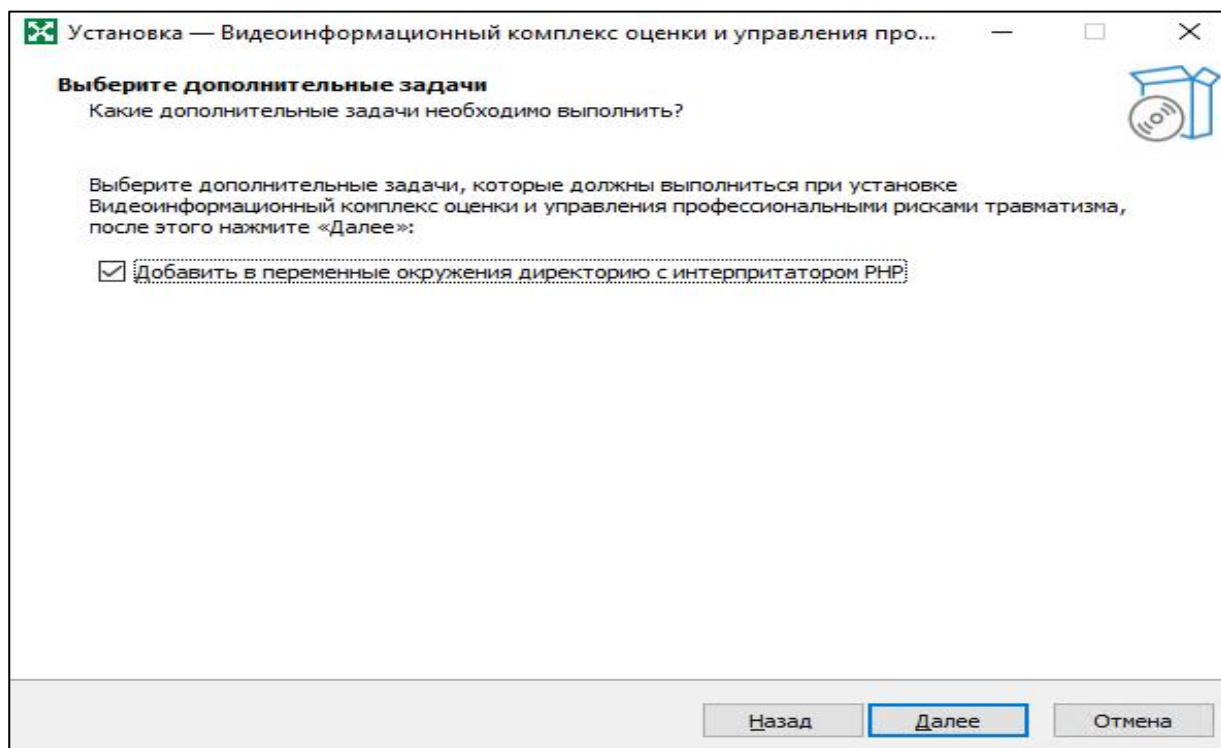 Установка — Видеоинформационный комплекс оценки и управления про...
Выберите дополнительные задачи
Какие дополнительные задачи необходимо выполнить?
Выберите дополнительные задачи, которые должны выполниться при установке
Видеоинформационный комплекс оценки и управления профессиональными рисками травматизма,
после этого нажмите «Далее»:
Добавить в переменные окружения директорию с интерпритатором PHP
Назад Далее Отмена